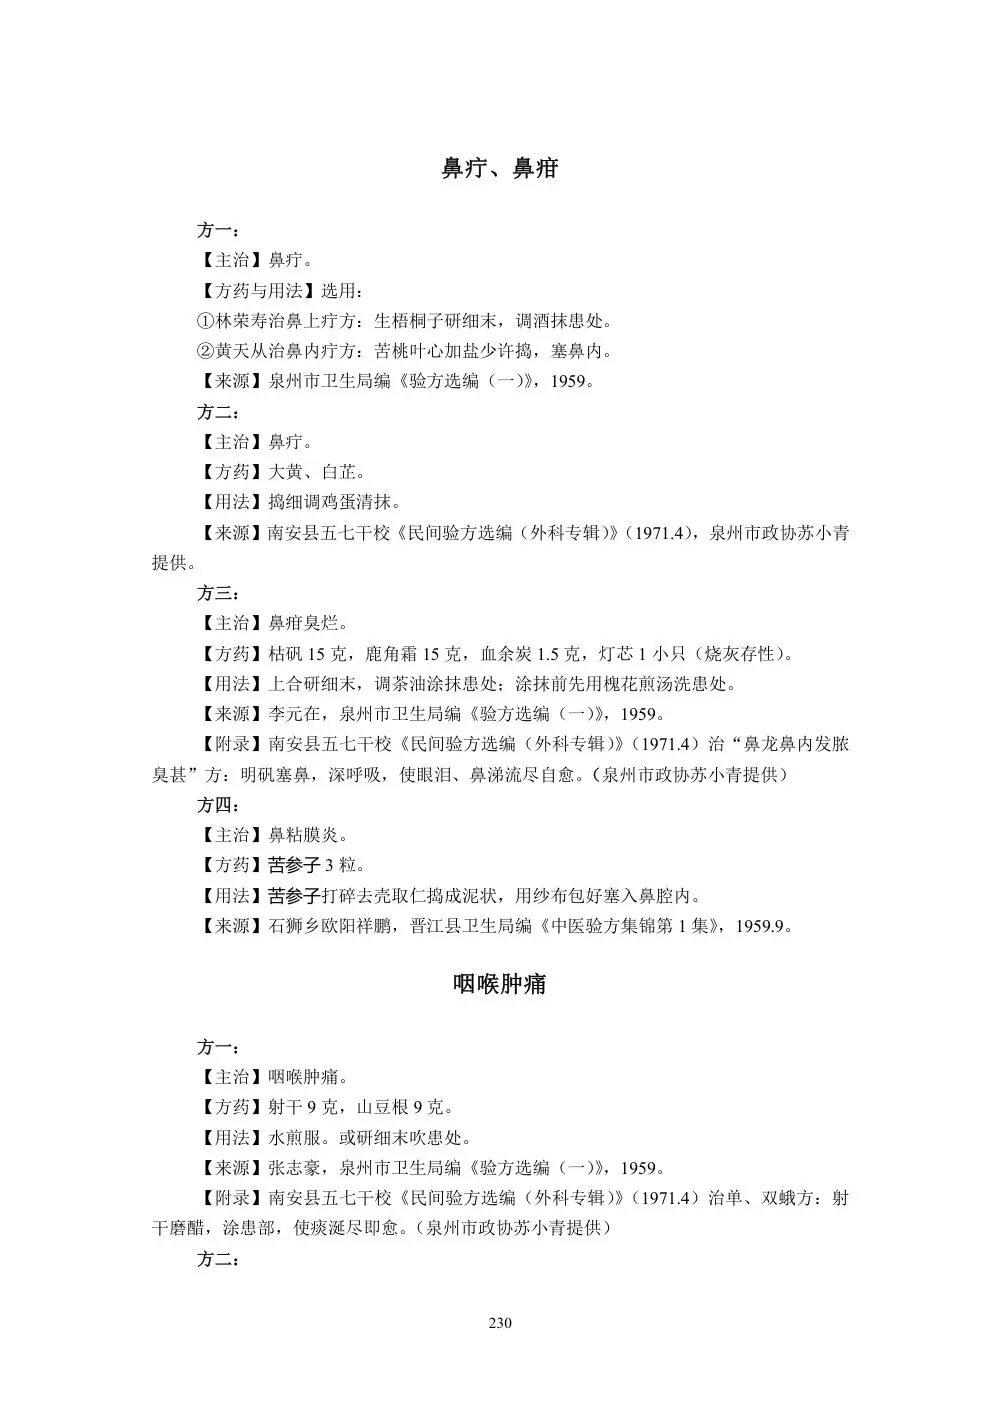 鼻疔、鼻疳
方一：
【主治】鼻疔。
【方药与用法】选用：
①林荣寿治鼻上疔方：生梧桐子研细末，调酒抹患处。
②黄天从治鼻内疔方：苦桃叶心加盐少许捣，塞鼻内。
【来源】泉州市卫生局编《验方选编（一）》，1959。
方二：
【主治】鼻疔。
【方药】大黄、白芷。
【用法】捣细调鸡蛋清抹。
【来源】南安县五七干校《民间验方选编（外科专辑）》（1971.4），泉州市政协苏小青
提供。
方三：
【主治】鼻疳臭烂。
【方药】枯矾 15 克，鹿角霜 15 克，血余炭 1.5 克，灯芯 1 小只（烧灰存性）。
【用法】上合研细末，调茶油涂抹患处；涂抹前先用槐花煎汤洗患处。
【来源】李元在，泉州市卫生局编《验方选编（一）》，1959。
【附录】南安县五七干校《民间验方选编（外科专辑）》（1971.4）治“鼻龙鼻内发脓
臭甚”方：明矾塞鼻，深呼吸，使眼泪、鼻涕流尽自愈。（泉州市政协苏小青提供）
方四：
【主治】鼻粘膜炎。
【方药】苦参子 3 粒。
【用法】苦参子打碎去壳取仁捣成泥状，用纱布包好塞入鼻腔内。
【来源】石狮乡欧阳祥鹏，晋江县卫生局编《中医验方集锦第 1 集》，1959.9。
咽喉肿痛
方一：
【主治】咽喉肿痛。
【方药】射干 9 克，山豆根 9 克。
【用法】水煎服。或研细末吹患处。
【来源】张志豪，泉州市卫生局编《验方选编（一）》，1959。
【附录】南安县五七干校《民间验方选编（外科专辑）》（1971.4）治单、双蛾方：射
干磨醋，涂患部，使痰涎尽即愈。（泉州市政协苏小青提供）
方二：
230